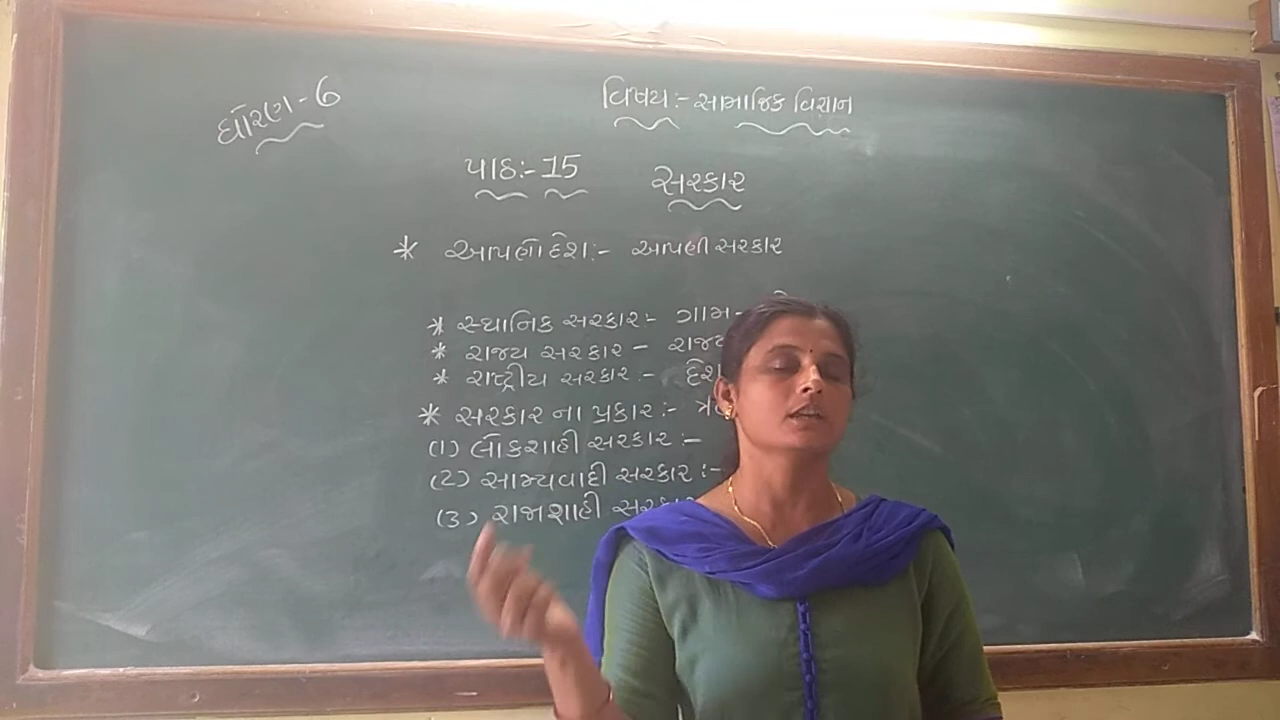 ધોરણ - 6
વિષય :- સામાજિક વિજ્ઞાન
પાઠ :- 15 સરકાર
* આપણો દેશ :- આપણી સરકાર
* સ્થાનિક સરકાર :- ગામ -
* રાજ્ય સરકાર - રાજ્ય
* રાષ્ટ્રીય સરકાર :- દેશ
* સરકાર ના પ્રકાર :-
(1) લોકશાહી સરકાર :-
(2) સામ્યવાદી સરકાર :-
(3) રાજાશાહી સરકાર